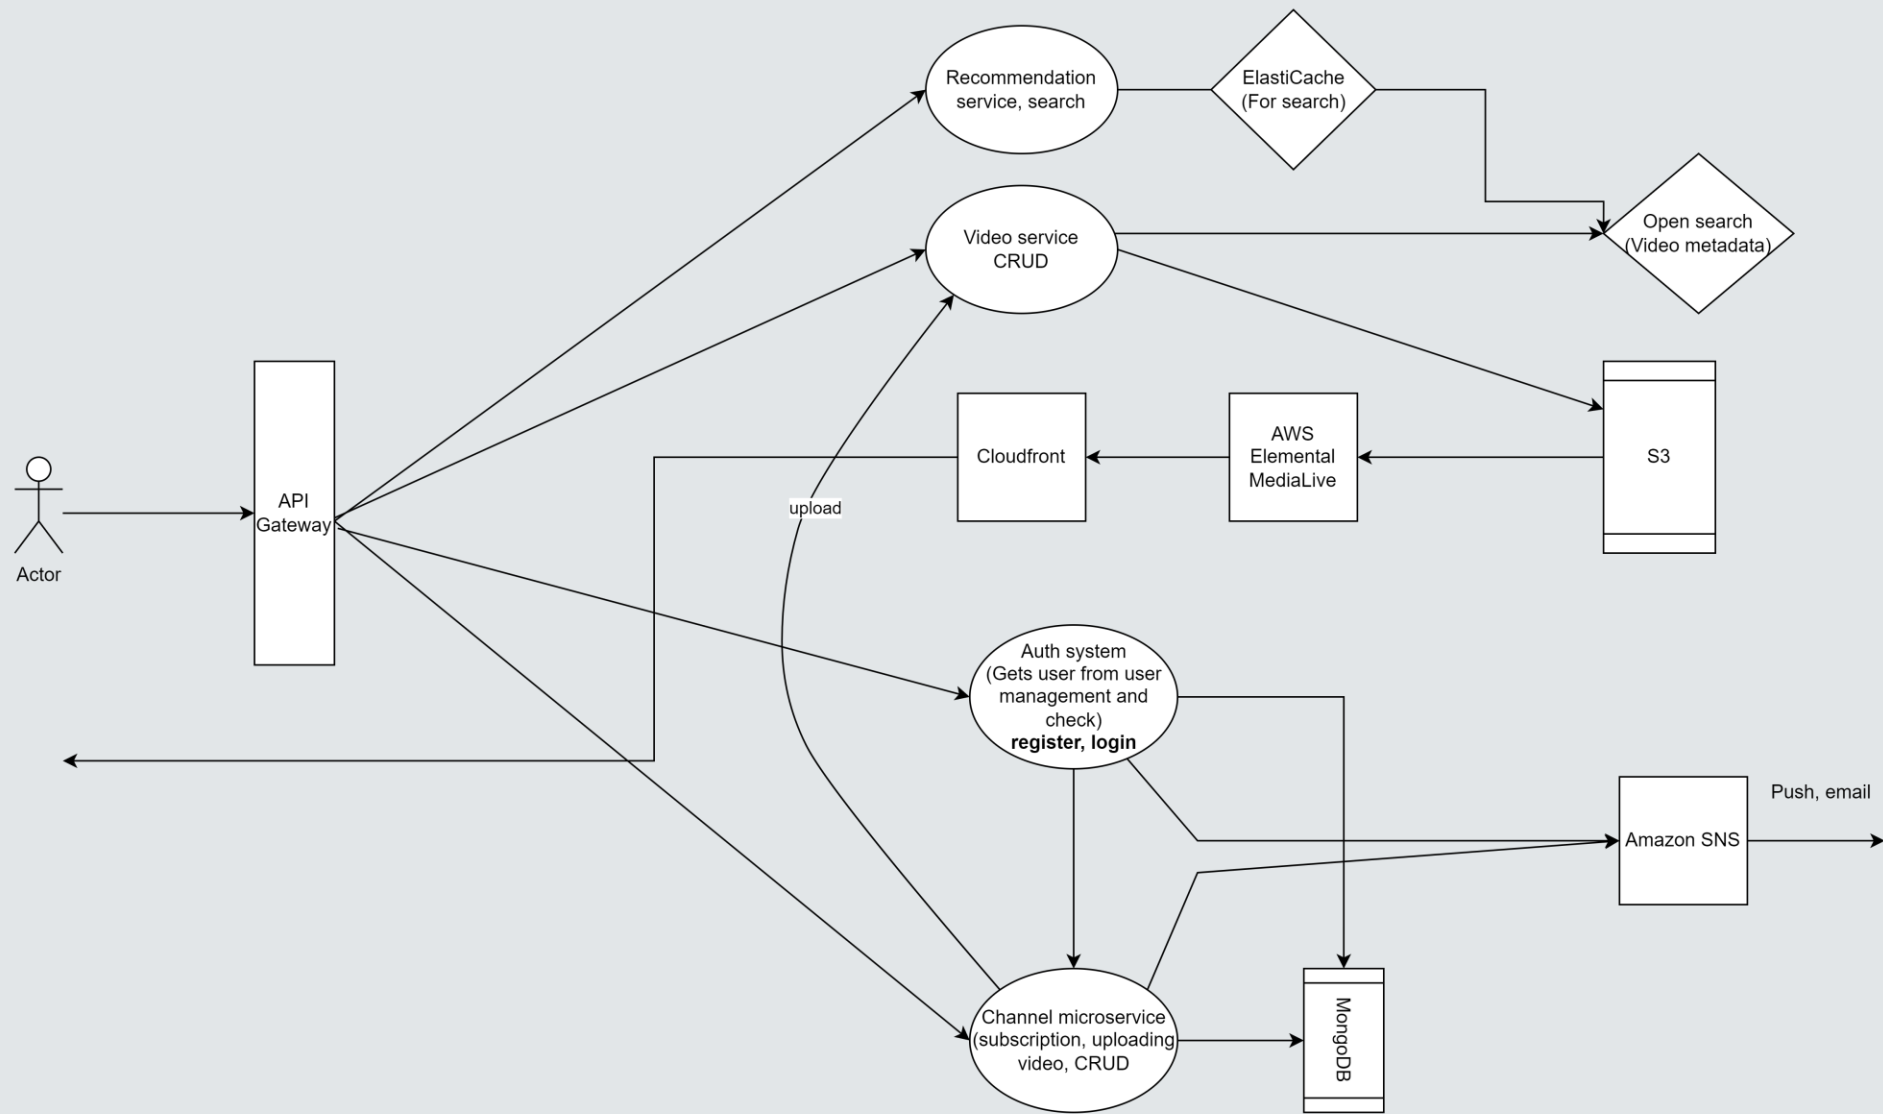 Recommendation
service, search
ElastiCache
(For search)
Open search
(Video metadata)
Video service
CRUD
Cloudfront
AWS
Elemental
MediaLive
S3
API
Gateway
Actor
upload
Auth system
(Gets user from user
management and
check)
register, login
Push, email
Amazon SNS
Channel microservice
(subscription, uploading
video, CRUD
MongoDB